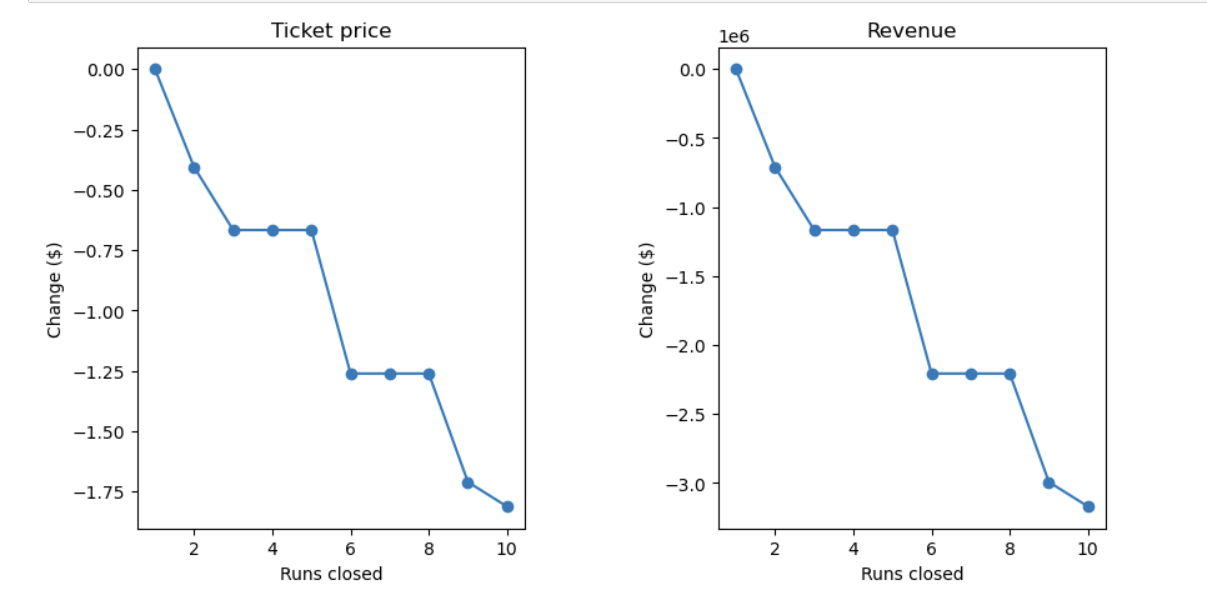 Ticket price
0.00
−0.25
−0.50
−0.75
−1.00
−1.25
−1.50
−1.75
Change ($)
2 4 6 8 10
Runs closed
Revenue
1e6
0.0
−0.5
−1.0
−1.5
−2.0
−2.5
−3.0
Change ($)
2 4 6 8 10
Runs closed